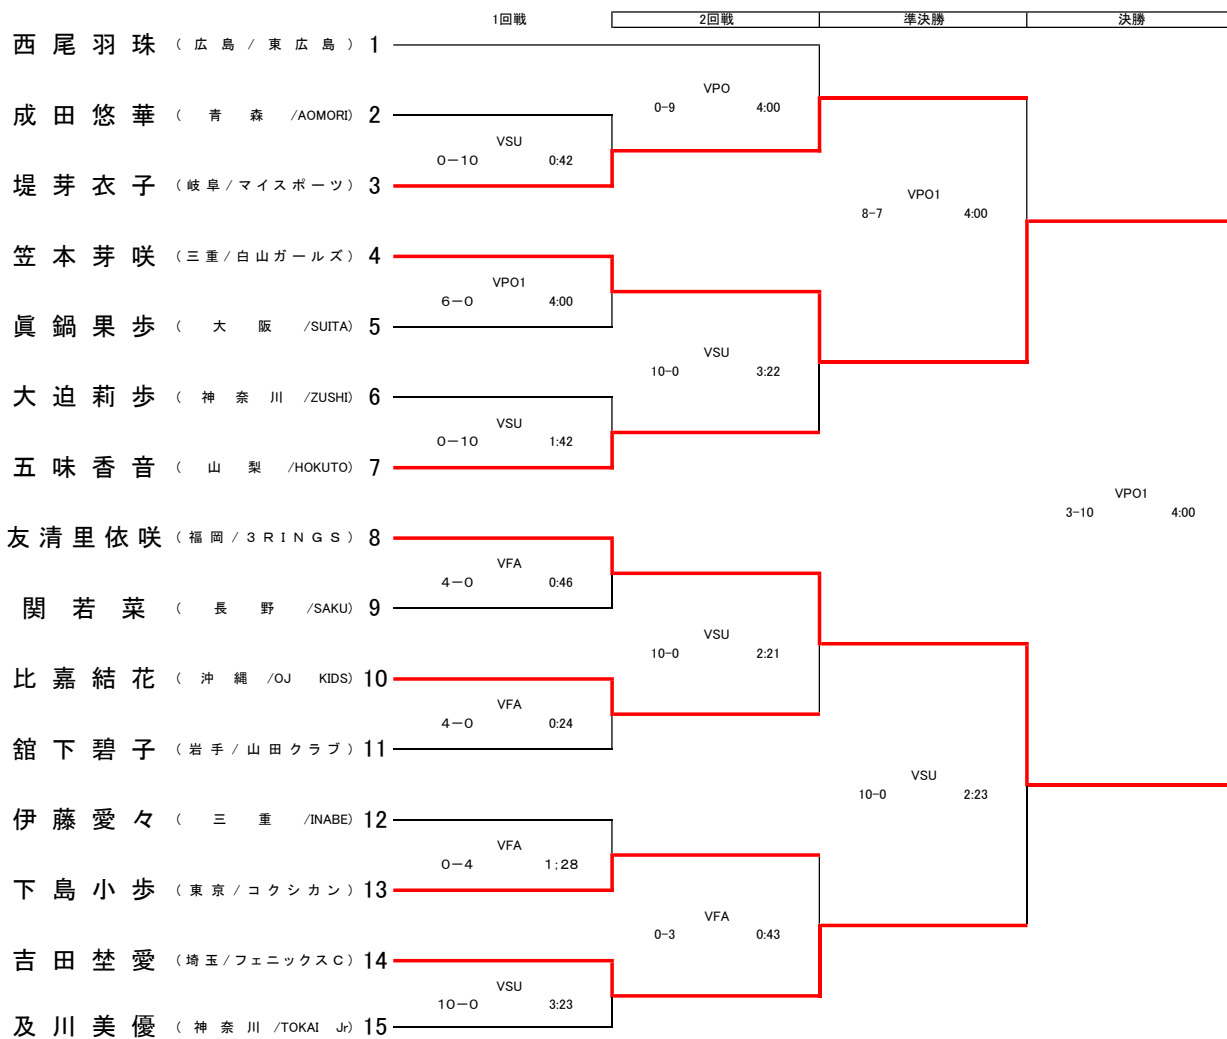 1回戦 2回戦 準決勝 決勝
西尾羽珠 (広島/東広島) 1
VPO
0-9 4:00
成田悠華 (青森/AOMORI) 2
VSU
0-10 0:42
堤芽衣子 (岐阜/マイスポーツ) 3
VPO1
8-7 4:00
笠本芽咲 (三重/白山ガールズ) 4
VPO1
6-0 4:00
眞鍋果歩 (大阪/SUITA) 5
VSU
10-0 3:22
大迫莉歩 (神奈川/ZUSHI) 6
VSU
0-10 1:42
五味香音 (山梨/HOKUTO) 7
VPO1
3-10 4:00
友清里依咲 (福岡/3RINGS) 8
VFA
4-0 0:46
関若菜 (長野/SAKU) 9
VSU
10-0 2:21
比嘉結花 (沖縄/OJ KIDS) 10
VFA
4-0 0:24
舘下碧子 (岩手/山田クラブ) 11
VSU
10-0 2:23
伊藤愛々 (三重/INABE) 12
VFA
0-4 1;28
下島小歩 (東京/コクシカン) 13
VFA
0-3 0:43
吉田埜愛 (埼玉/フェニックスC) 14
VSU
10-0 3:23
及川美優 (神奈川/TOKAI Jr) 15